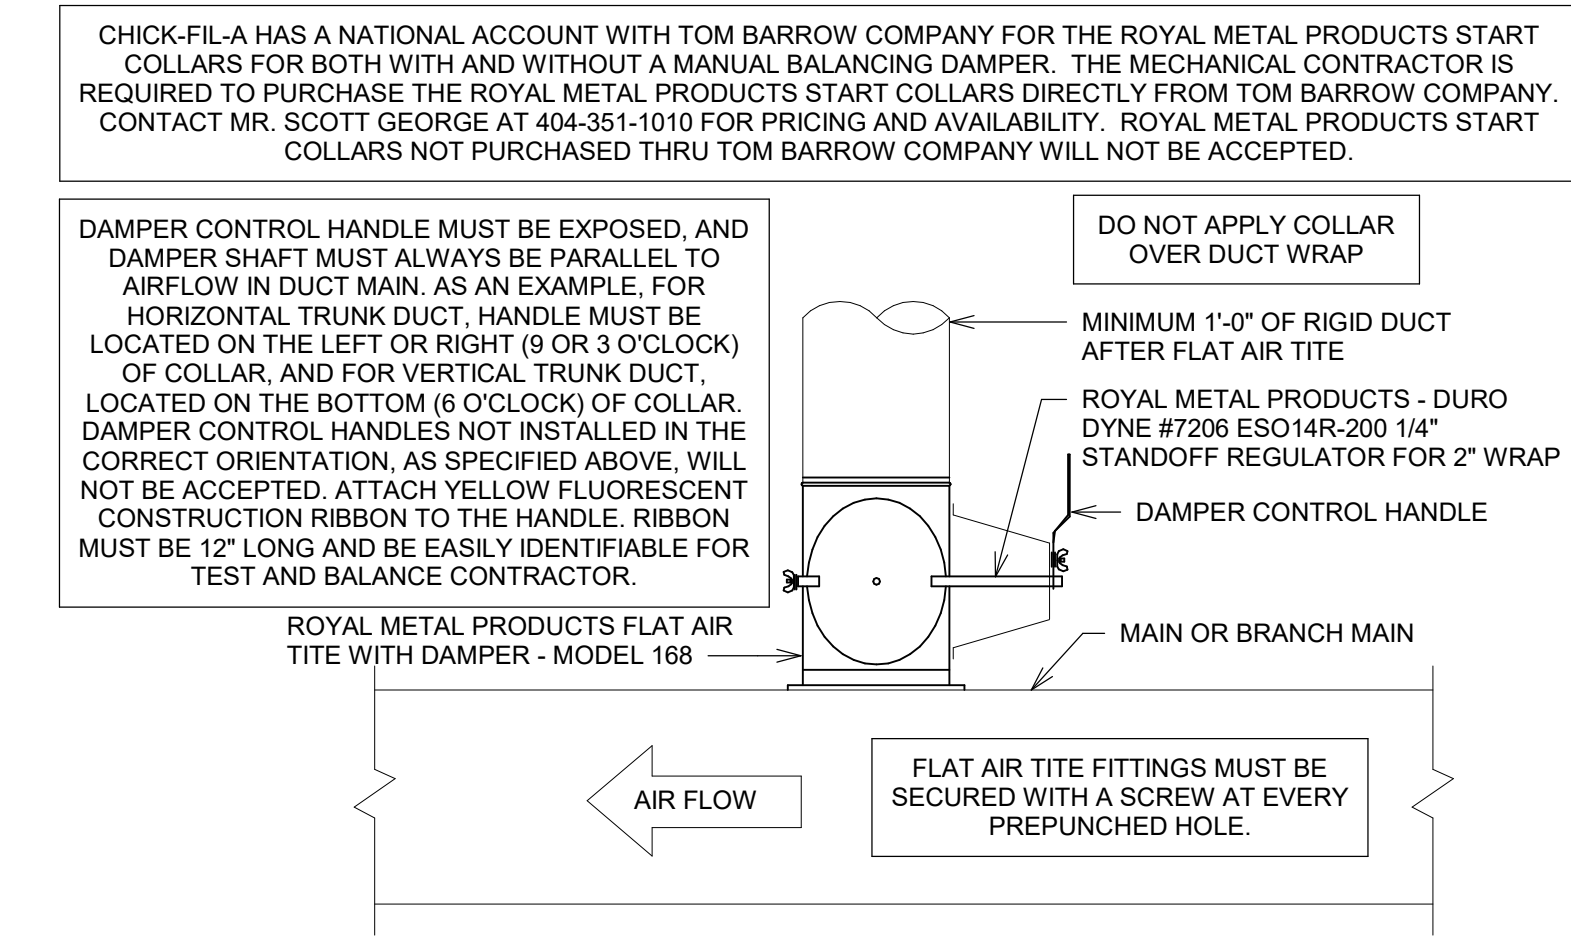 CHICK-FIL-A HAS A NATIONAL ACCOUNT WITH TOM BARROW COMPANY FOR THE ROYAL METAL PRODUCTS START
COLLARS FOR BOTH WITH AND WITHOUT A MANUAL BALANCING DAMPER. THE MECHANICAL CONTRACTOR IS
REQUIRED TO PURCHASE THE ROYAL METAL PRODUCTS START COLLARS DIRECTLY FROM TOM BARROW COMPANY.
CONTACT MR. SCOTT GEORGE AT 404-351-1010 FOR PRICING AND AVAILABILITY. ROYAL METAL PRODUCTS START
COLLARS NOT PURCHASED THRU TOM BARROW COMPANY WILL NOT BE ACCEPTED.
DAMPER CONTROL HANDLE MUST BE EXPOSED, AND
DAMPER SHAFT MUST ALWAYS BE PARALLEL TO
AIRFLOW IN DUCT MAIN. AS AN EXAMPLE, FOR
HORIZONTAL TRUNK DUCT, HANDLE MUST BE
LOCATED ON THE LEFT OR RIGHT (9 OR 3 O'CLOCK)
OF COLLAR, AND FOR VERTICAL TRUNK DUCT,
LOCATED ON THE BOTTOM (6 O'CLOCK) OF COLLAR.
DAMPER CONTROL HANDLES NOT INSTALLED IN THE
CORRECT ORIENTATION, AS SPECIFIED ABOVE, WILL
NOT BE ACCEPTED. ATTACH YELLOW FLUORESCENT
CONSTRUCTION RIBBON TO THE HANDLE. RIBBON
MUST BE 12" LONG AND BE EASILY IDENTIFIABLE FOR
TEST AND BALANCE CONTRACTOR.
DO NOT APPLY COLLAR
OVER DUCT WRAP
MINIMUM 1'-0" OF RIGID DUCT
AFTER FLAT AIR TITE
ROYAL METAL PRODUCTS - DURO
DYNE #7206 ESO14R-200 1/4"
STANDOFF REGULATOR FOR 2" WRAP
DAMPER CONTROL HANDLE
ROYAL METAL PRODUCTS FLAT AIR
TITE WITH DAMPER - MODEL 168
MAIN OR BRANCH MAIN
AIR FLOW
FLAT AIR TITE FITTINGS MUST BE
SECURED WITH A SCREW AT EVERY
PREPUNCHED HOLE.